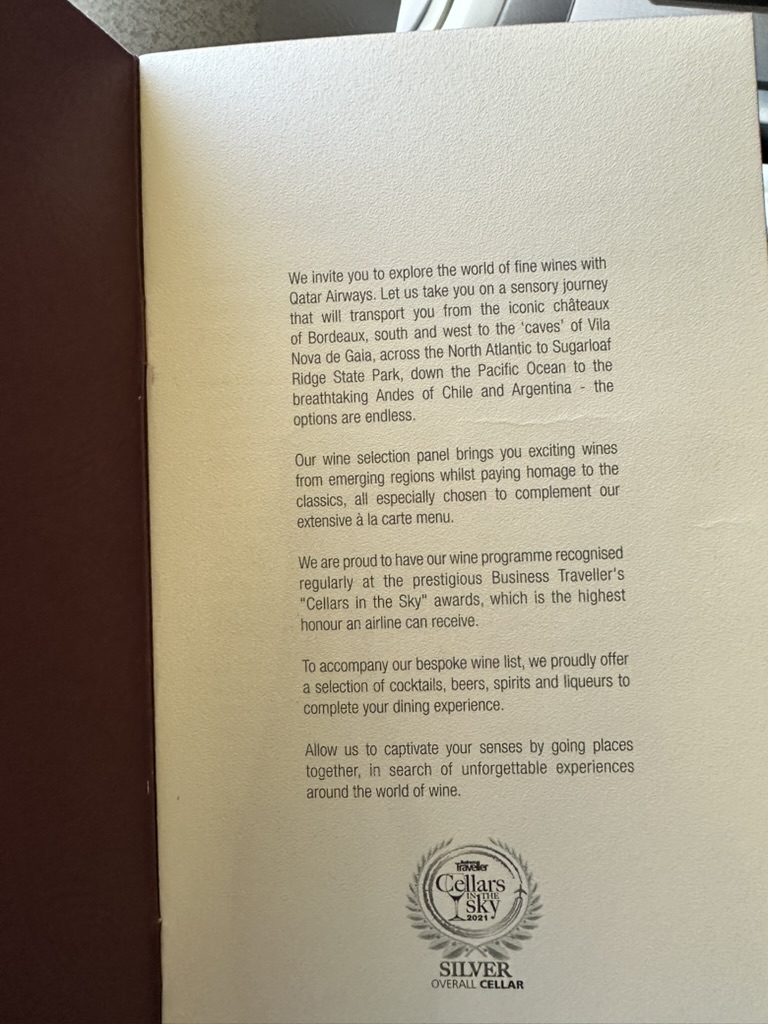 We invite you to explore the world of fine wines with
Qatar Airways. Let us take you on a sensory journey
that will transport you from the iconic châteaux
of Bordeaux, south and west to the 'caves' of Vila
Nova de Gaia, across the North Atlantic to Sugarloaf
Ridge State Park, down the Pacific Ocean to the
breathtaking Andes of Chile and Argentina - the
options are endless.
Our wine selection panel brings you exciting wines
from emerging regions whilst paying homage to the
classics, all especially chosen to complement our
extensive à la carte menu.
We are proud to have our wine programme recognised
regularly at the prestigious Business Traveller's
"Cellars in the Sky" awards, which is the highest
honour an airline can receive.
To accompany our bespoke wine list, we proudly offer
a selection of cocktails, beers, spirits and liqueurs to
complete your dining experience.
Allow us to captivate your senses by going places
together, in search of unforgettable experiences
around the world of wine.
Business
Traveller
Cellars
IN THE
sky
2021
SILVER
OVERALL CELLAR